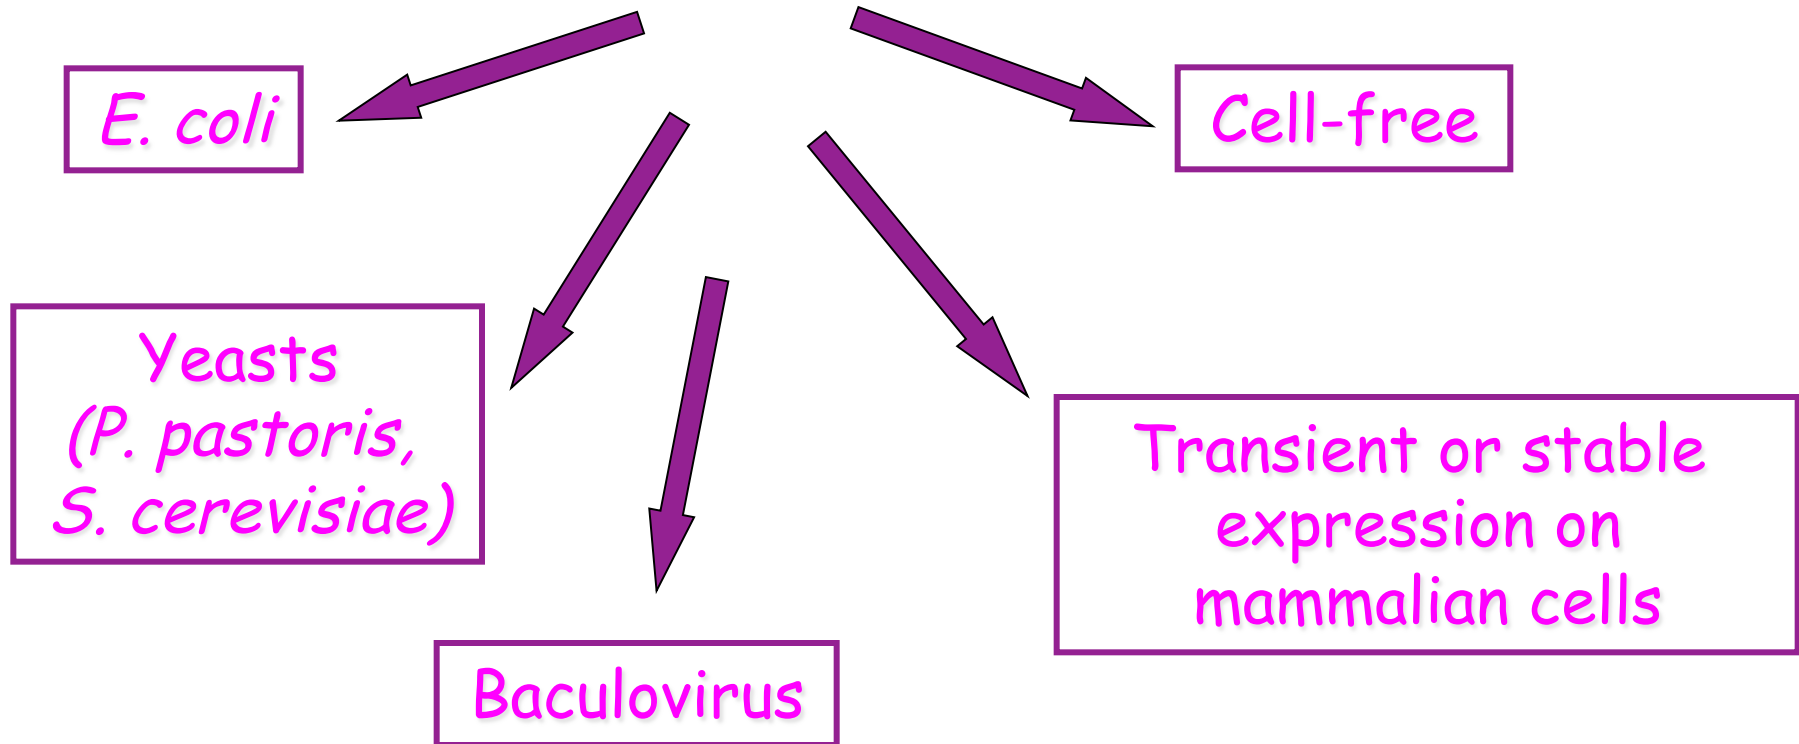 E. coli
Cell-free
Yeasts
(P. pastoris,
S. cerevisiae)
Transient or stable
expression on
mammalian cells
Baculovirus